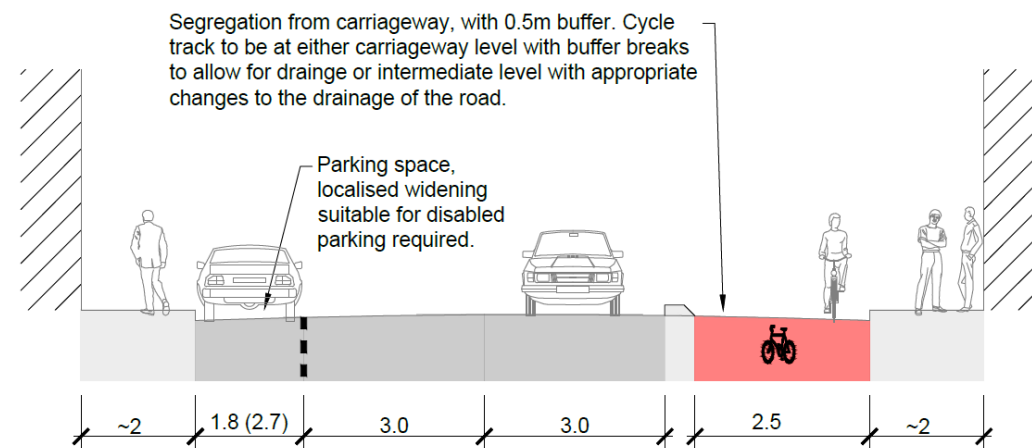 Segregation from carriageway, with 0.5m buffer. Cycle
track to be at either carriageway level with buffer breaks
to allow for drainge or intermediate level with appropriate
changes to the drainage of the road.
Parking space,
localised widening
suitable for disabled
parking required.
~2
1.8 (2.7)
3.0
3.0
2.5
~2